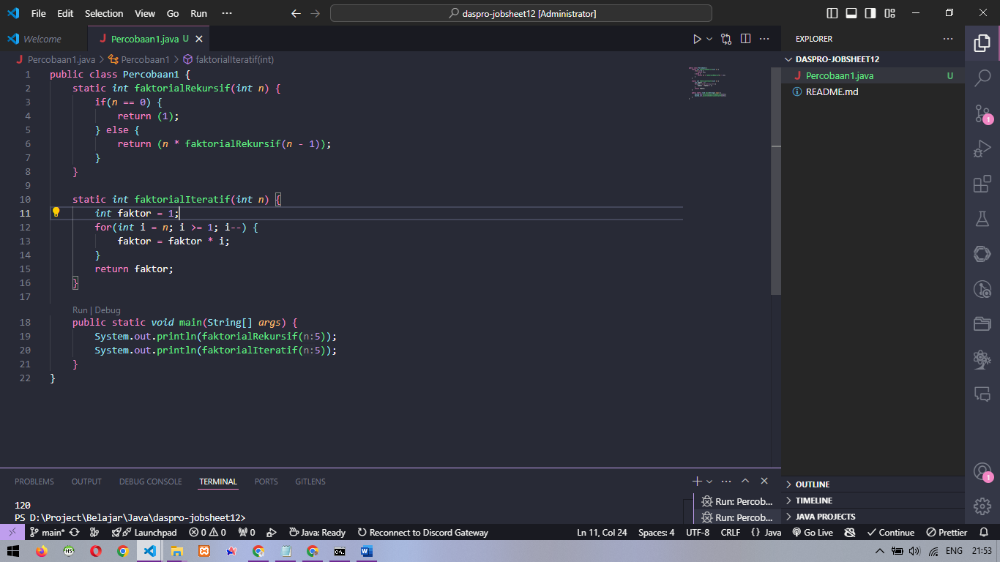 File Edit Selection View Go Run ··· daspro-jobsheet12 [Administrator]
Welcome Percobaan1.java U
EXPLORER ···
Percobaan1.java > Percobaan1 > faktorialIteratif(int)
DASPRO-JOBSHEET12
Percobaan1.java U
README.md
1 public class Percobaan1 {
2 static int faktorialRekursif(int n) {
3 if(n == 0) {
4 return (1);
5 } else {
6 return (n * faktorialRekursif(n - 1));
7 }
8 }
9
10 static int faktorialIteratif(int n) {
11 int faktor = 1;
12 for(int i = n; i >= 1; i--) {
13 faktor = faktor * i;
14 }
15 return faktor;
16 }
17
Run | Debug
18 public static void main(String[] args) {
19 System.out.println(faktorialRekursif(n:5));
20 System.out.println(faktorialIteratif(n:5));
21 }
22 }
1
1
PROBLEMS OUTPUT DEBUG CONSOLE TERMINAL PORTS GITLENS
120
PS D:\Project\Belajar\Java\daspro-jobsheet12>
Run: Percob...
Run: Percob...
OUTLINE
TIMELINE
JAVA PROJECTS
main* Launchpad 0 0 0 Java: Ready Reconnect to Discord Gateway Ln 11, Col 24 Spaces: 4 UTF-8 CRLF {} Java Go Live Continue Prettier
HS W ENG 21:53